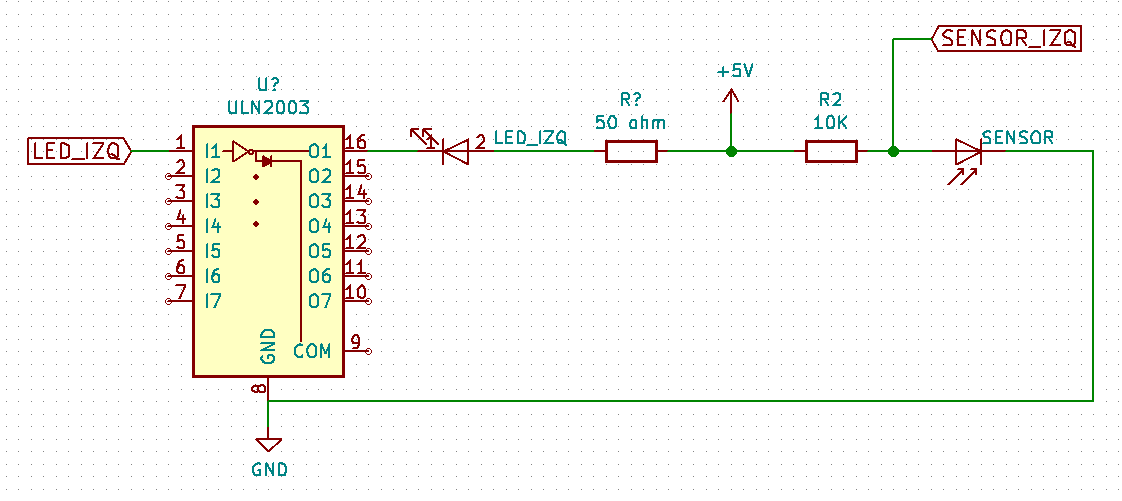 SENSOR_IZQ
+5V
U?
ULN2003
R?
50 ohm
R2
10K
LED_IZQ
1
I1
O1
16
1
2
LED_IZQ
SENSOR
2
I2
O2
15
3
I3
O3
14
4
I4
O4
13
5
I5
O5
12
6
I6
O6
11
7
I7
O7
10
GND
COM
9
8
GND